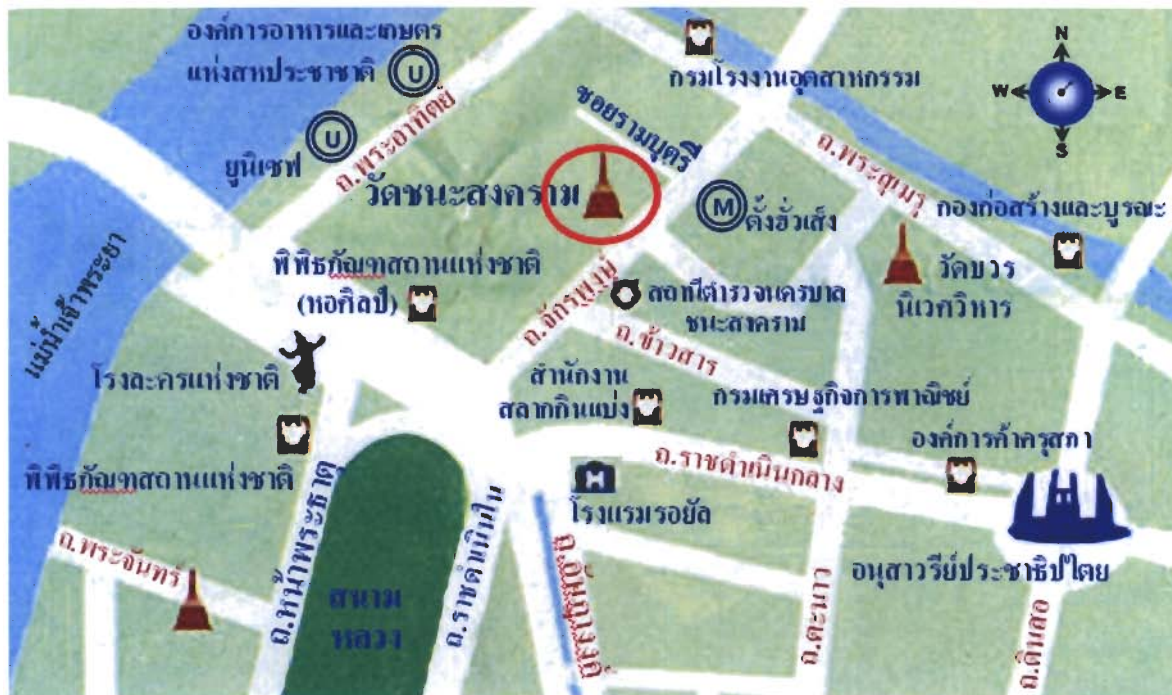 องค์การอาหารและเกษตร
แห่งสหประชาชาติ
U
ยูนิเซฟ
U
ถ.พระอาทิตย์
กรมโรงงานอุตสาหกรรม
N
W
E
S
ซอยรามบุตรี
ถ.พระสุเมรุ
วัดชนะสงคราม
M
ตั้งฮั่วเส็ง
กองก่อสร้างและบูรณะ
วัดบวร
นิเวศวิหาร
แม่น้ำเจ้าพระยา
พิพิธภัณฑสถานแห่งชาติ
(หอศิลป์)
ถ.จักรพงษ์
สถานีตำรวจนครบาล
ชนะสงคราม
ถ.ข้าวสาร
โรงละครแห่งชาติ
สำนักงาน
สลากกินแบ่ง
กรมเศรษฐกิจการพาณิชย์
องค์การค้าครุสภา
พิพิธภัณฑสถานแห่งชาติ
ถ.ราชดำเนินกลาง
H
โรงแรมรอยัล
อนุสาวรีย์ประชาธิปไตย
ถ.พระจันทร์
ถ.หน้าพระธาตุ
สนาม
หลวง
ถ.ราชดำเนินใน
ถ.ตะนาว
ถ.ดินสอ